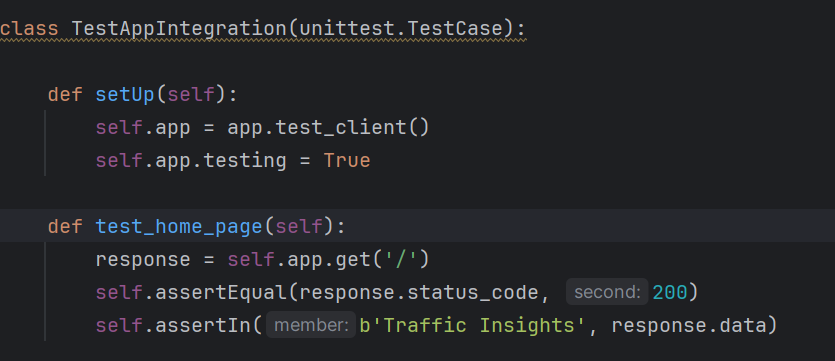 class TestAppIntegration(unittest.TestCase):
def setUp(self):
self.app = app.test_client()
self.app.testing = True
def test_home_page(self):
response = self.app.get('/')
self.assertEqual(response.status_code, second: 200)
self.assertIn( member: b'Traffic Insights', response.data)